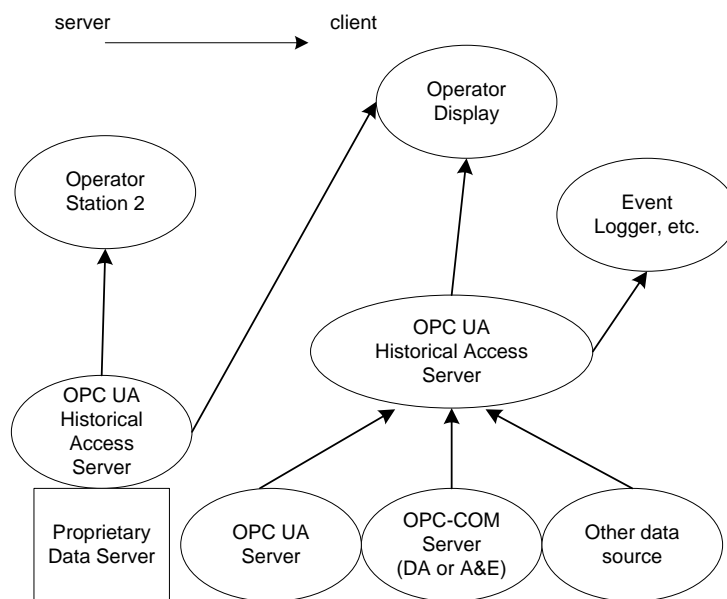 server
client
Operator
Display
Operator
Station 2
Event
Logger, etc.
OPC UA
Historical Access
Server
OPC UA
Historical
Access
Server
Proprietary
Data Server
OPC UA
Server
OPC-COM
Server
(DA or A&E)
Other data
source